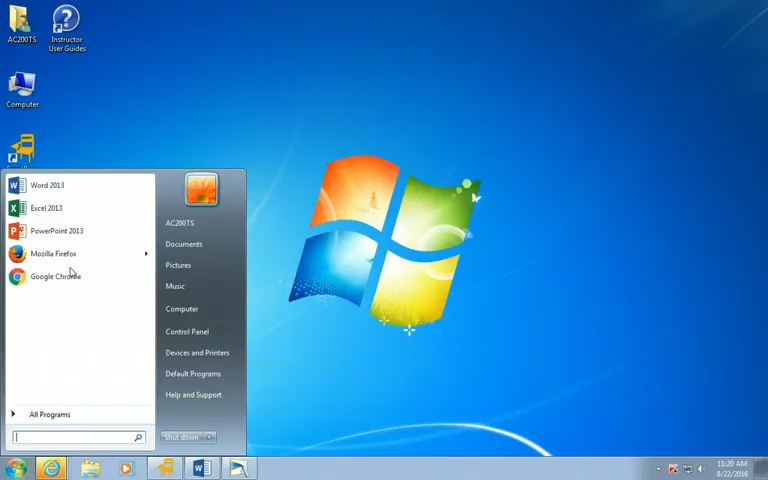 AC200TS
Instructor
User Guides
Computer
Word 2013
Excel 2013
PowerPoint 2013
Mozilla Firefox
Google Chrome
All Programs
AC200TS
Documents
Pictures
Music
Computer
Control Panel
Devices and Printers
Default Programs
Help and Support
Shut down
11:20 AM
8/22/2016